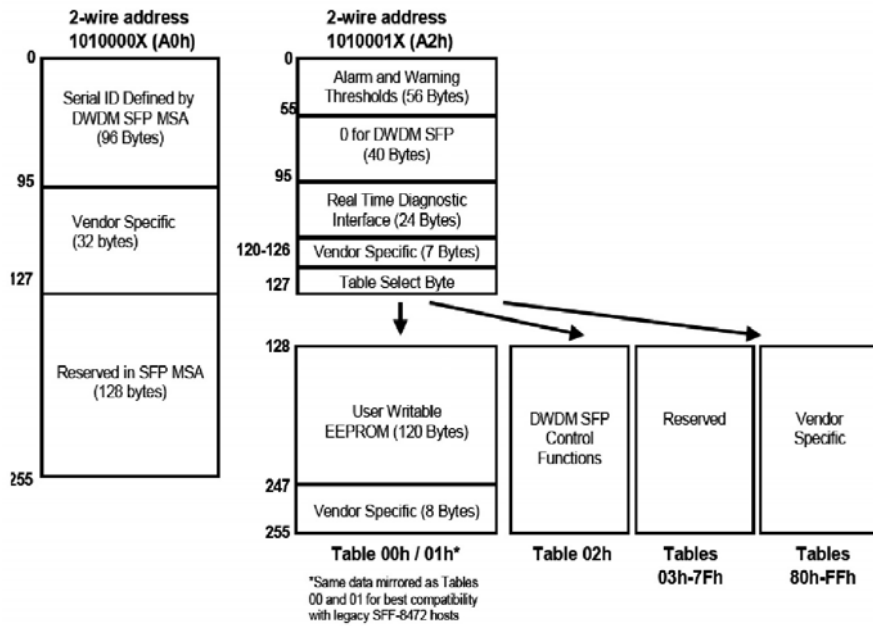 2-wire address
1010000X (A0h)
0
Serial ID Defined by
DWDM SFP MSA
(96 Bytes)
95
Vendor Specific
(32 bytes)
127
Reserved in SFP MSA
(128 bytes)
255
2-wire address
1010001X (A2h)
0
Alarm and Warning
Thresholds (56 Bytes)
55
0 for DWDM SFP
(40 Bytes)
95
Real Time Diagnostic
Interface (24 Bytes)
120-126
Vendor Specific (7 Bytes)
127
Table Select Byte
128
User Writable
EEPROM (120 Bytes)
247
Vendor Specific (8 Bytes)
255
Table 00h / 01h*
*Same data mirrored as Tables
00 and 01 for best compatibility
with legacy SFF-8472 hosts
DWDM SFP
Control
Functions
Table 02h
Reserved
Tables
03h-7Fh
Vendor
Specific
Tables
80h-FFh